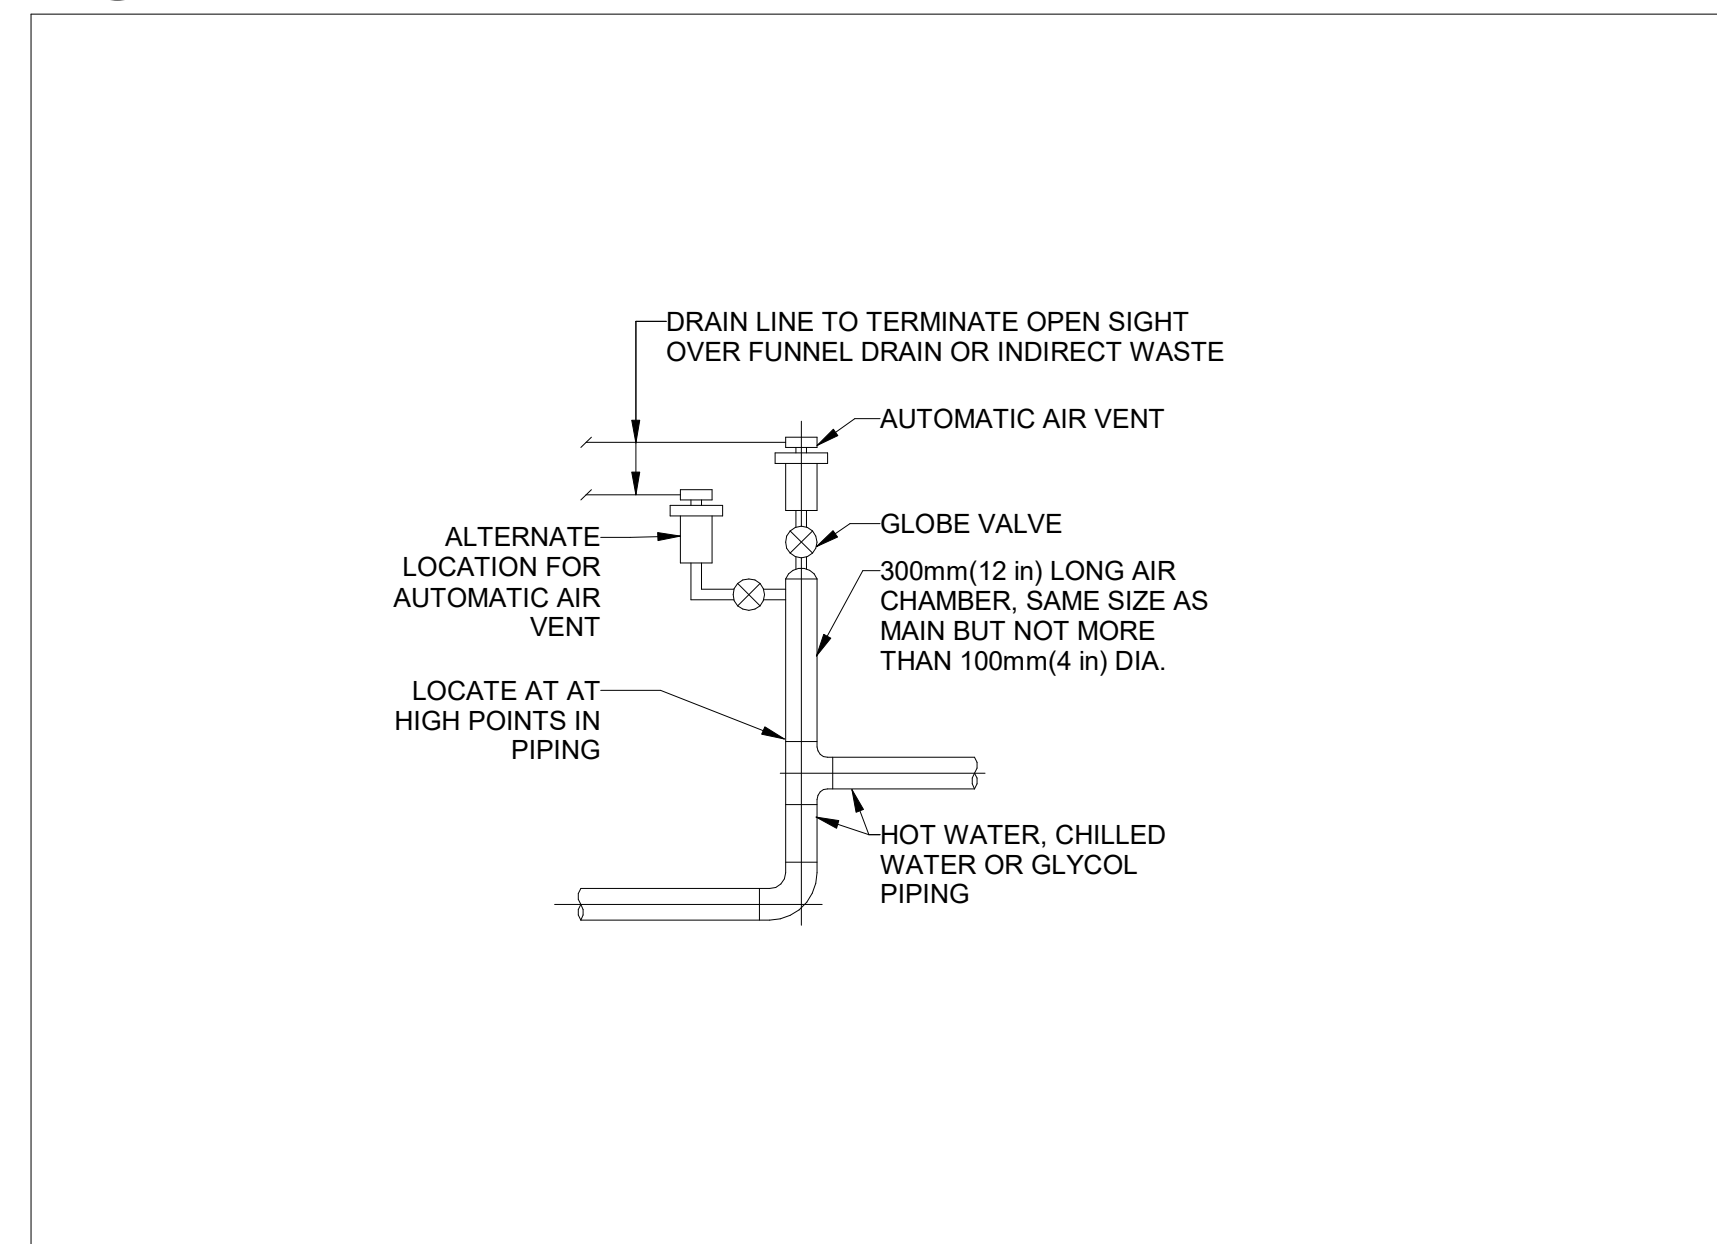 DRAIN LINE TO TERMINATE OPEN SIGHT
OVER FUNNEL DRAIN OR INDIRECT WASTE
AUTOMATIC AIR VENT
GLOBE VALVE
ALTERNATE
LOCATION FOR
AUTOMATIC AIR
VENT
300mm(12 in) LONG AIR
CHAMBER, SAME SIZE AS
MAIN BUT NOT MORE
THAN 100mm(4 in) DIA.
LOCATE AT AT
HIGH POINTS IN
PIPING
HOT WATER, CHILLED
WATER OR GLYCOL
PIPING